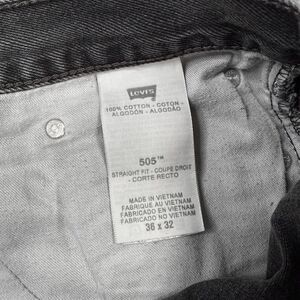 Levi's
100% COTTON - COTON -
ALGODÓN - ALGODÃO
505™
STRAIGHT FIT - COUPE DROIT
- CORTE RECTO
MADE IN VIETNAM
FABRIQUÉ AU VIETNAM
FABRICADO EN VIETNAM
FABRICADO NO VIETNAM
36 x 32